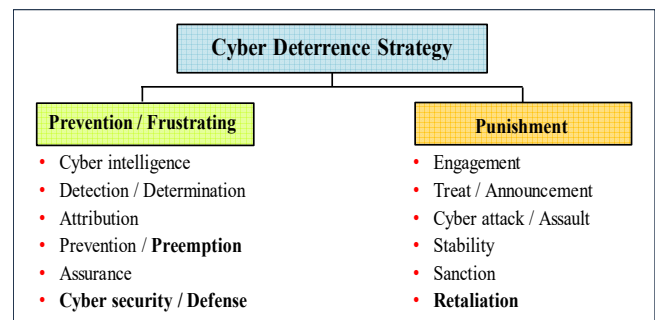 Cyber Deterrence Strategy
Prevention / Frustrating
• Cyber intelligence
• Detection / Determination
• Attribution
• Prevention / Preemption
• Assurance
• Cyber security / Defense
Punishment
• Engagement
• Treat / Announcement
• Cyber attack / Assault
• Stability
• Sanction
• Retaliation